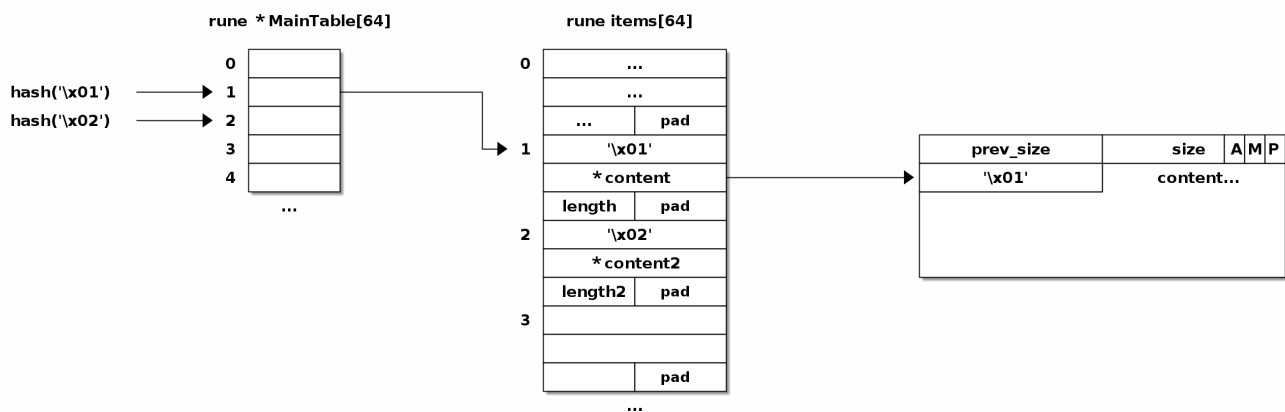 rune *MainTable[64] rune items[64]
0 0 ...
hash('\x01') 1 ...
hash('\x02') 2 ... pad
3 1 '\x01' prev_size size A M P
4 *content '\x01' content...
... length pad
2 '\x02'
*content2
length2 pad
3
pad
...